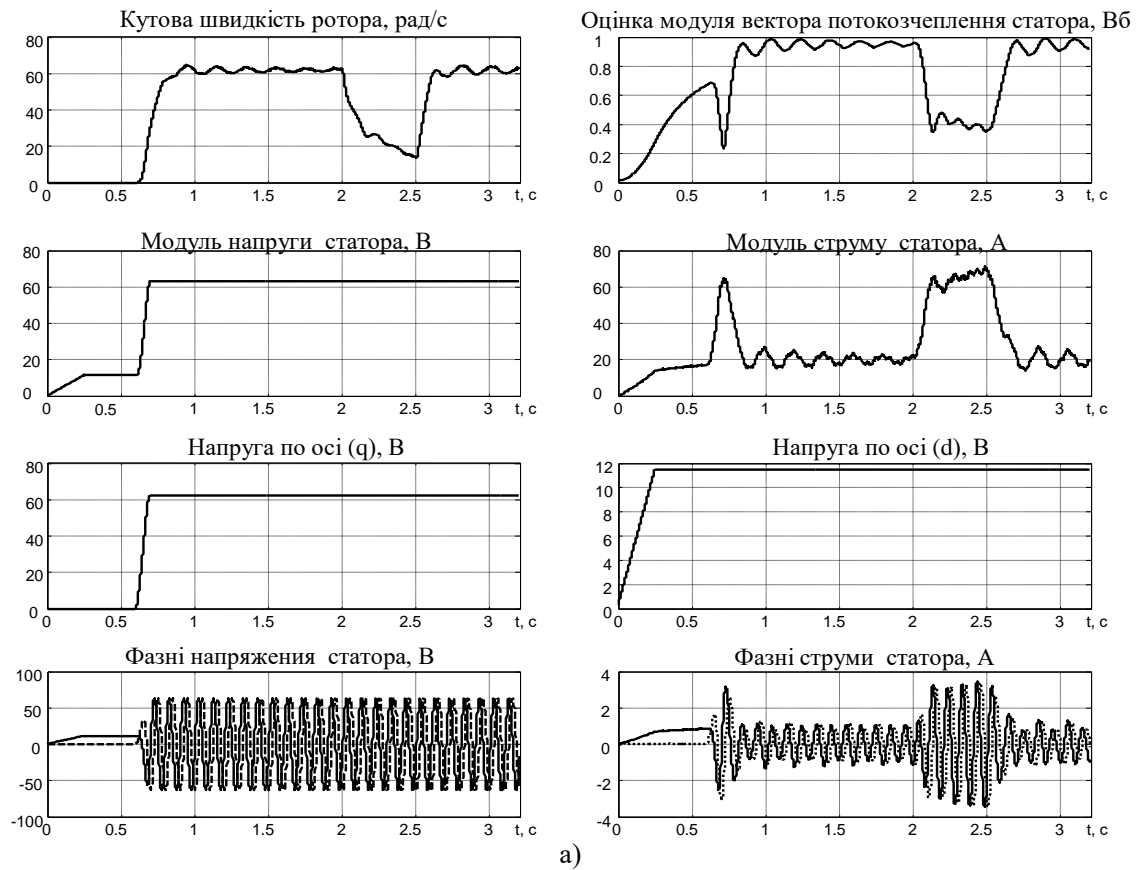 Кутова швидкість ротора, рад/с
80
60
40
20
0
0 0.5 1 1.5 2 2.5 3 t, с
Оцінка модуля вектора потокозчеплення статора, Вб
1
0.8
0.6
0.4
0.2
0
0 0.5 1 1.5 2 2.5 3 t, с
Модуль напруги статора, В
80
60
40
20
0
0 0.5 1 1.5 2 2.5 3 t, с
Модуль струму статора, А
80
60
40
20
0
0 0.5 1 1.5 2 2.5 3 t, с
Напруга по осі (q), В
80
60
40
20
0
0 0.5 1 1.5 2 2.5 3 t, с
Напруга по осі (d), В
12
10
8
6
4
2
0
0 0.5 1 1.5 2 2.5 3 t, с
Фазні напряжения статора, В
100
50
0
-50
-100
0 0.5 1 1.5 2 2.5 3 t, с
Фазні струми статора, А
4
2
0
-2
-4
0 0.5 1 1.5 2 2.5 3 t, с
а)